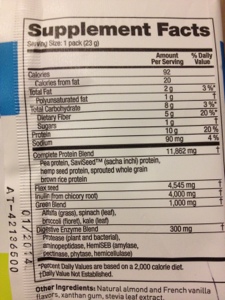 Supplement Facts
Serving Size: 1 pack (23 g)
Amount Per Serving % Daily Value
Calories 92
Calories from fat 20
Total Fat 2 g 3%*
Polyunsaturated fat 1 g †
Total Carbohydrate 8 g 3%*
Dietary Fiber 5 g 20%*
Sugars 1 g †
Protein 10 g 20%
Sodium 90 mg 4%
Complete Protein Blend 11,862 mg †
Pea protein, SaviSeed™ (sacha inchi) protein,
hemp seed protein, sprouted whole grain
brown rice protein
Flax seed 4,545 mg †
Inulin (from chicory root) 4,000 mg †
Green Blend 1,000 mg †
Alfalfa (grass), spinach (leaf),
broccoli (floret), kale (leaf)
Digestive Enzyme Blend 300 mg †
Protease (plant and bacterial),
aminopeptidase, HemiSEB (amylase,
pectinase, phytase, hemicellulase)
*Percent Daily Values are based on a 2,000 calorie diet.
†Daily Value Not Established.
Other Ingredients: Natural almond and French vanilla
flavors, xanthan gum, stevia leaf extract.